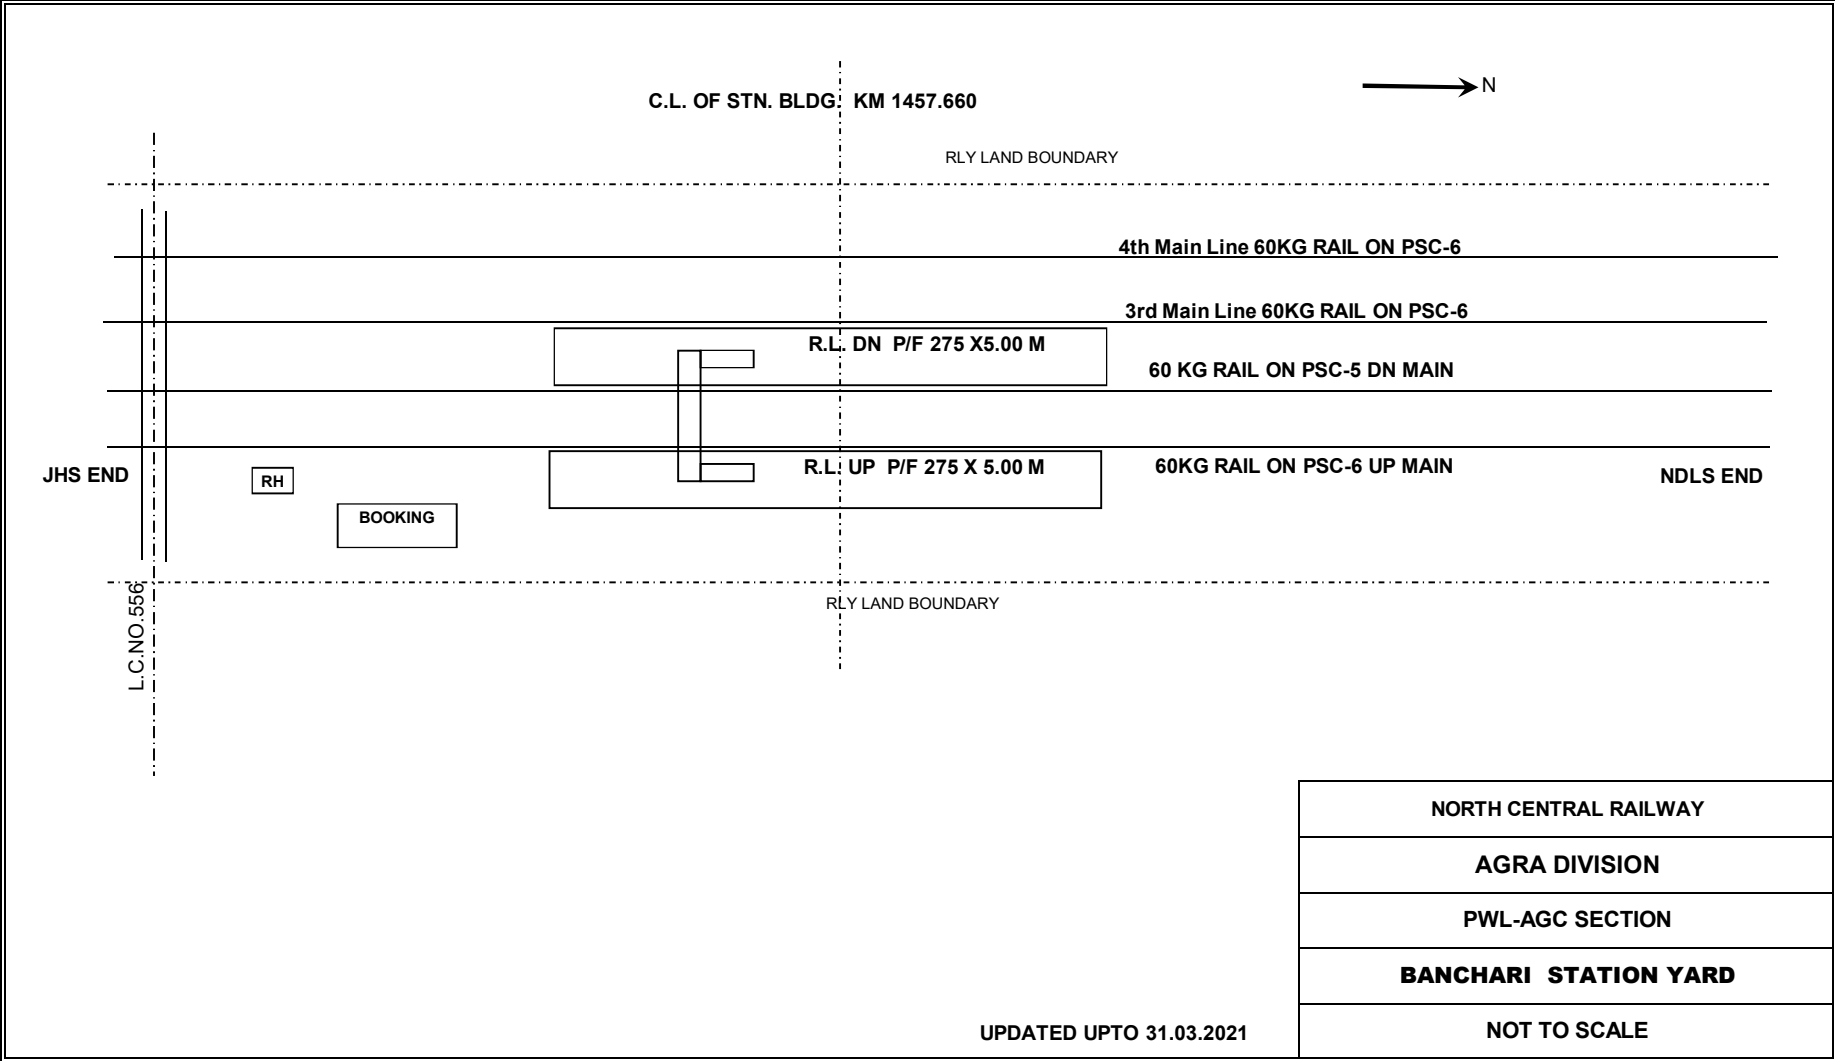 N
C.L. OF STN. BLDG. KM 1457.660
RLY LAND BOUNDARY
4th Main Line 60KG RAIL ON PSC-6
3rd Main Line 60KG RAIL ON PSC-6
R.L. DN P/F 275 X5.00 M
60 KG RAIL ON PSC-5 DN MAIN
R.L. UP P/F 275 X 5.00 M
60KG RAIL ON PSC-6 UP MAIN
JHS END
RH
NDLS END
BOOKING
L.C.NO.556
RLY LAND BOUNDARY
NORTH CENTRAL RAILWAY
AGRA DIVISION
PWL-AGC SECTION
BANCHARI STATION YARD
NOT TO SCALE
UPDATED UPTO 31.03.2021